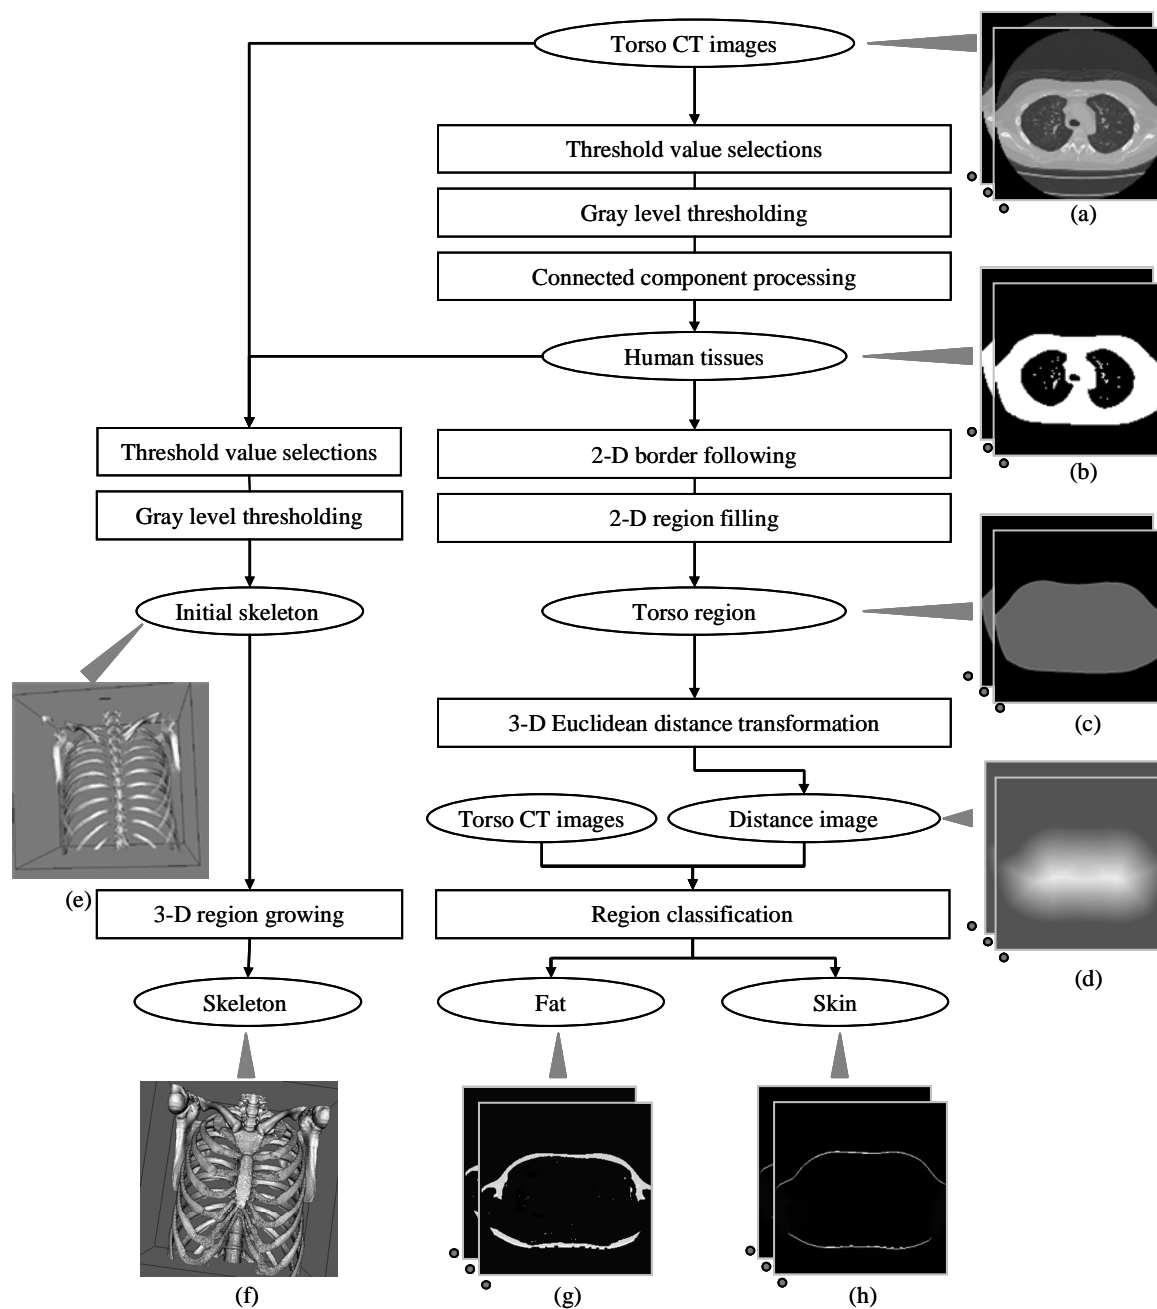 Torso CT images
Threshold value selections
Gray level thresholding
(a)
Connected component processing
Human tissues
Threshold value selections
2-D border following
(b)
Gray level thresholding
2-D region filling
Initial skeleton
Torso region
3-D Euclidean distance transformation
(c)
Torso CT images
Distance image
(e)
3-D region growing
Region classification
(d)
Skeleton
Fat
Skin
(f)
(g)
(h)